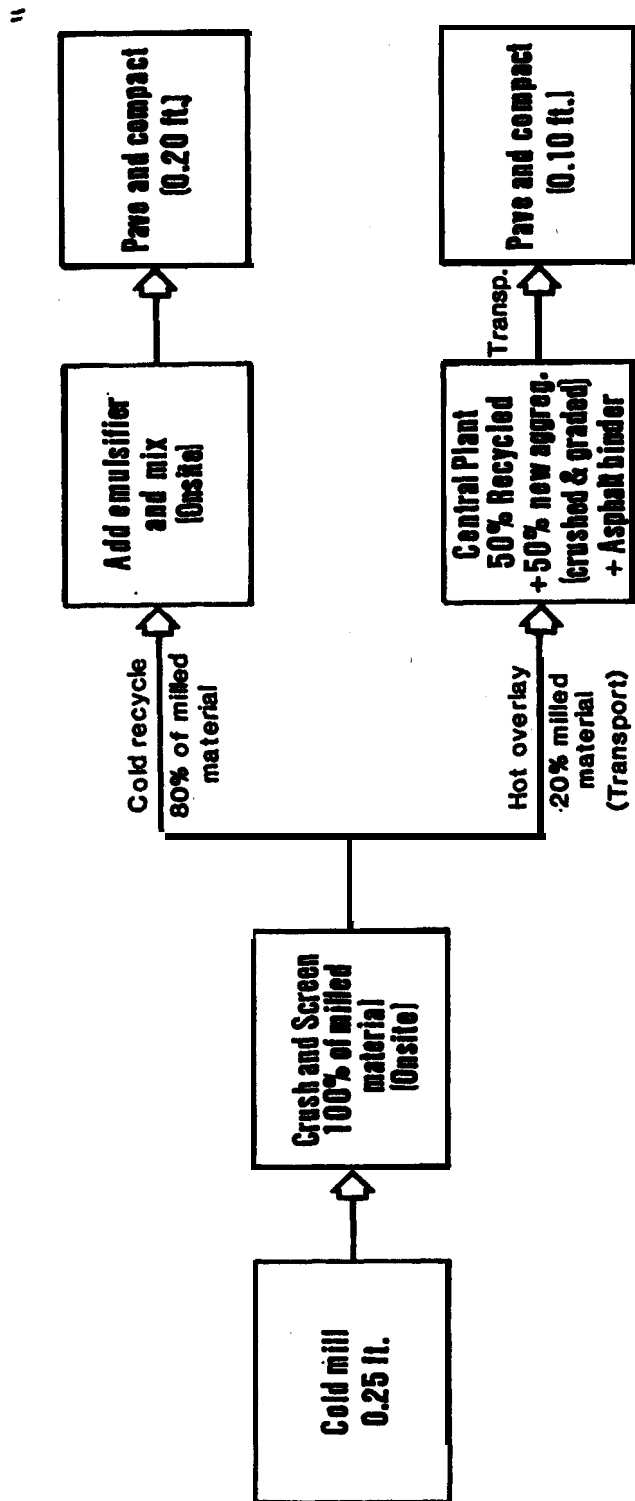 Cold mill
0.25 ft.
Crush and Screen
100% of milled
material
(Onsite)
Cold recycle
80% of milled
material
Add emulsifier
and mix
(Onsite)
Pave and compact
(0.20 ft.)
Hot overlay
20% milled
material
(Transport)
Central Plant
50% Recycled
+50% new aggreg.
(crushed & graded)
+ Asphalt binder
Transp.
Pave and compact
(0.10 ft.)